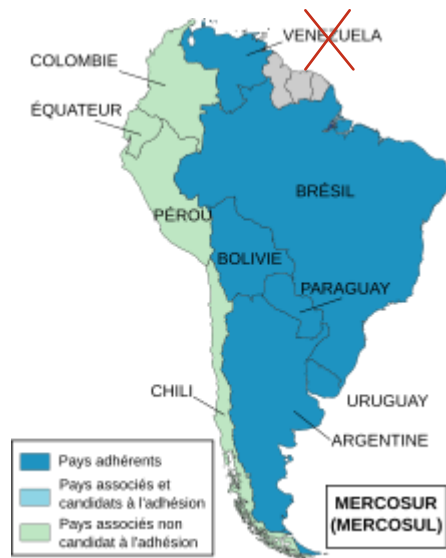 VENEZUELA
COLOMBIE
ÉQUATEUR
BRÉSIL
PÉROU
BOLIVIE
PARAGUAY
CHILI
URUGUAY
ARGENTINE
Pays adhérents
Pays associés et
candidats à l'adhésion
Pays associés non
candidat à l'adhésion
MERCOSUR
(MERCOSUL)